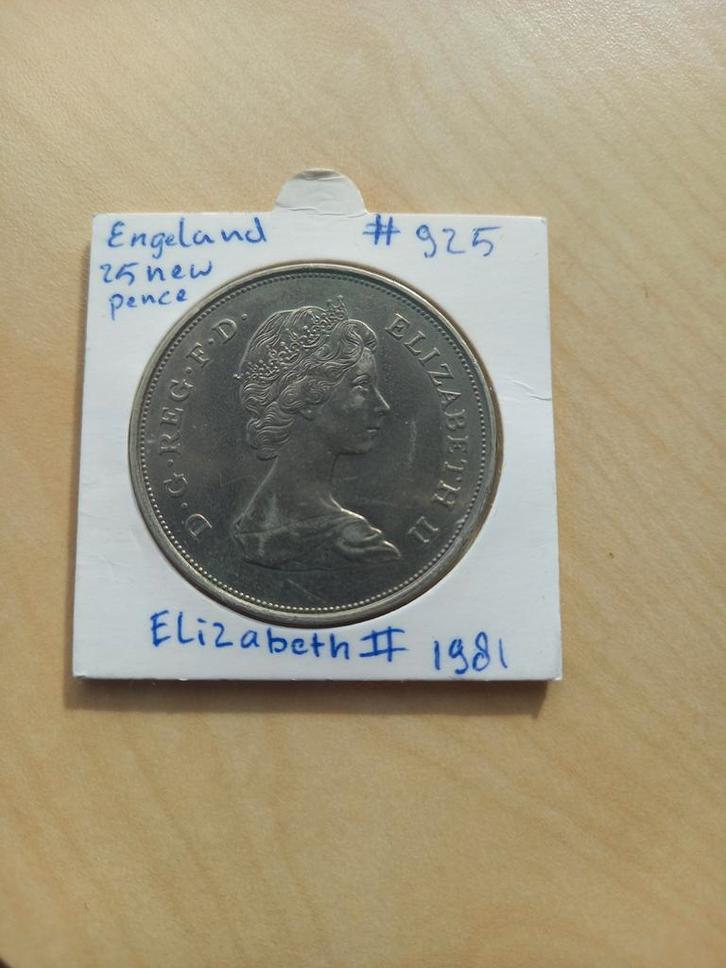 Engeland # 925
25 new
pence
D·G·REG·F·D· ELIZABETH II
ELizabeth II 1981